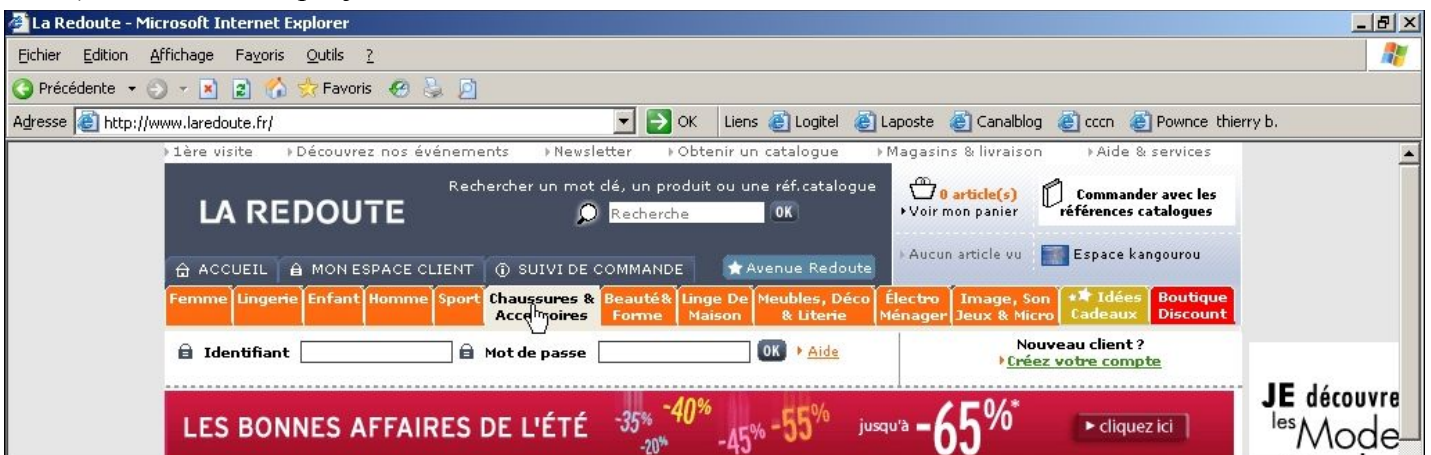 La Redoute - Microsoft Internet Explorer
Fichier Edition Affichage Favoris Outils ?
Précédente Favoris
Adresse http://www.laredoute.fr/ OK Liens Logitel Laposte Canalblog cccn Pownce thierry b.
1ère visite Découvrez nos événements Newsletter Obtenir un catalogue Magasins & livraison Aide & services
Rechercher un mot clé, un produit ou une réf.catalogue
LA REDOUTE
Recherche OK
0 article(s)
Voir mon panier
Commander avec les
références catalogues
Aucun article vu Espace kangourou
ACCUEIL MON ESPACE CLIENT SUIVI DE COMMANDE Avenue Redoute
Femme Lingerie Enfant Homme Sport Chaussures & Beauté& Linge De Meubles, Déco Électro Image, Son Idées Boutique
Forme Maison & Literie Ménager Jeux & Micro Cadeaux Discount
Identifiant Mot de passe OK Aide
Nouveau client ?
Créez votre compte
LES BONNES AFFAIRES DE L'ÉTÉ -35% -20% -40% -45% -55% jusqu'à -65%* cliquez ici
JE découvre
les Mode